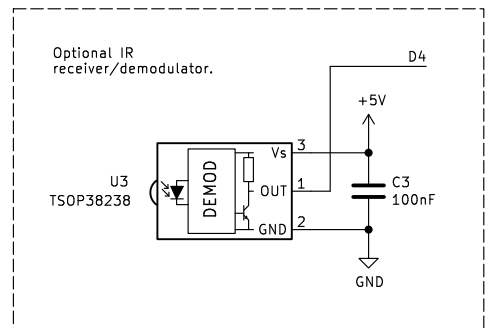 Optional IR
receiver/demodulator.
D4
+5V
3
Vs
U3
TSOP38238
DEMOD
OUT
1
C3
100nF
GND
2
GND